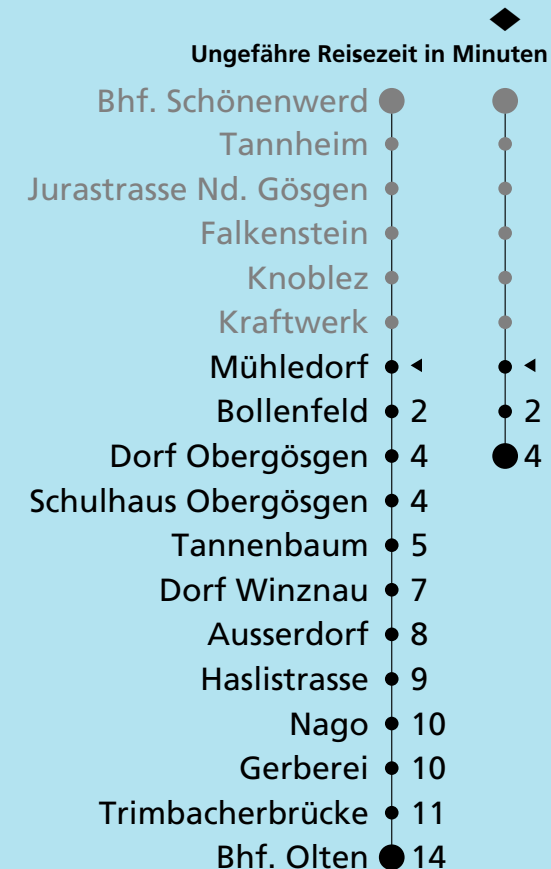 Ungefähre Reisezeit in Minuten
Bhf. Schönenwerd
Tannheim
Jurastrasse Nd. Gösgen
Falkenstein
Knoblez
Kraftwerk
Mühledorf
Bollenfeld 2 2
Dorf Obergösgen 4 4
Schulhaus Obergösgen 4
Tannenbaum 5
Dorf Winznau 7
Ausserdorf 8
Haslistrasse 9
Nago 10
Gerberei 10
Trimbacherbrücke 11
Bhf. Olten 14